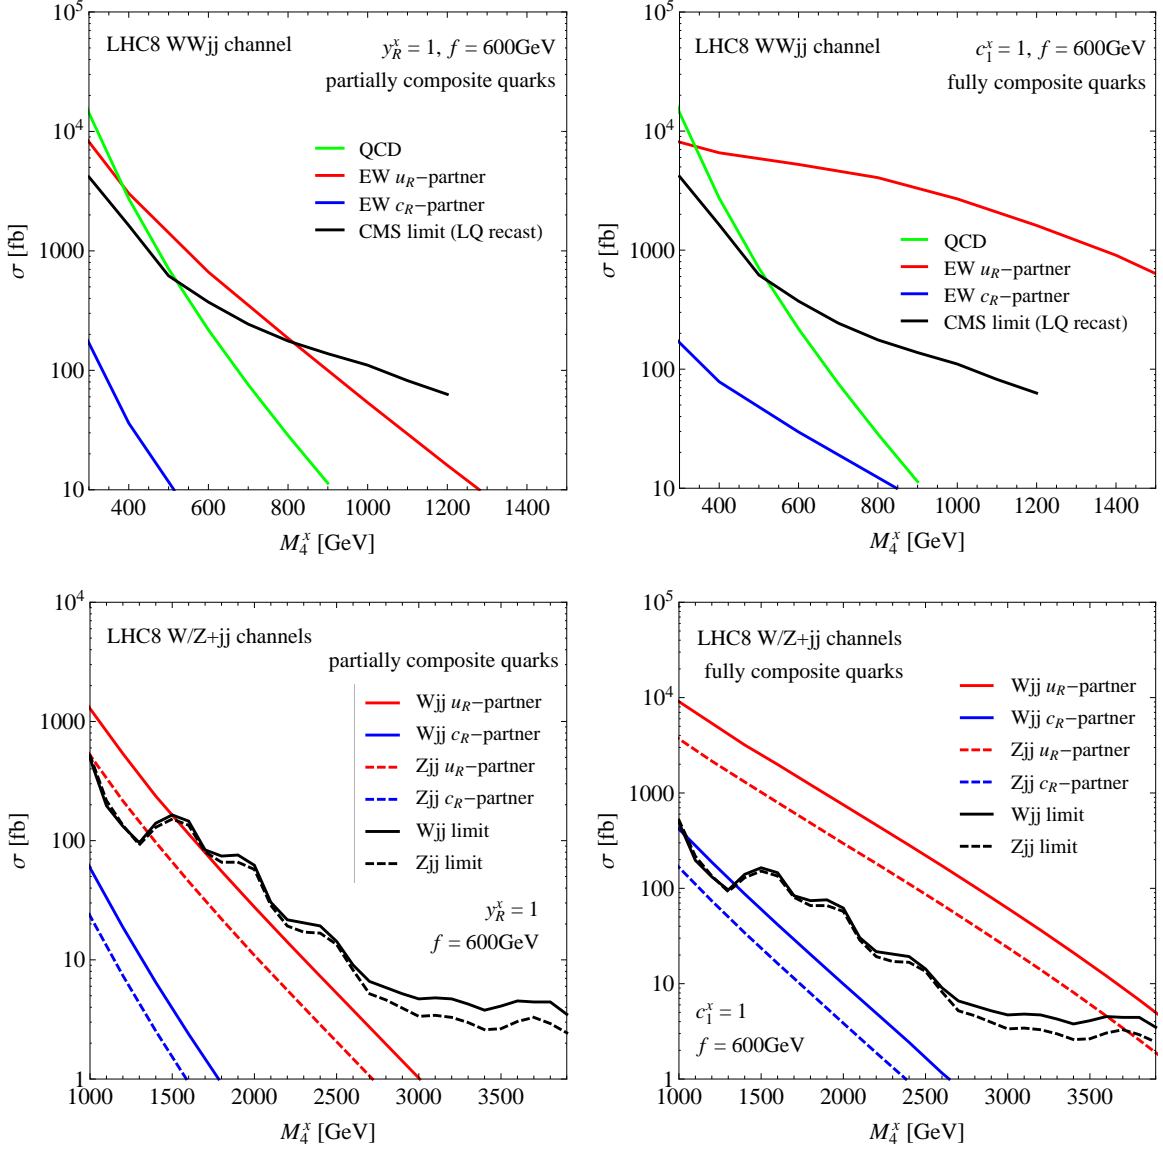 LHC8 WWjj channel
y_R^x = 1, f = 600GeV
partially composite quarks
QCD
EW u_R−partner
EW c_R−partner
CMS limit (LQ recast)
10^5
10^4
1000
100
10
σ [fb]
400 600 800 1000 1200 1400
M_4^x [GeV]
LHC8 WWjj channel
c_1^x = 1, f = 600GeV
fully composite quarks
QCD
EW u_R−partner
EW c_R−partner
CMS limit (LQ recast)
10^5
10^4
1000
100
10
σ [fb]
400 600 800 1000 1200 1400
M_4^x [GeV]
LHC8 W/Z+jj channels
partially composite quarks
Wjj u_R−partner
Wjj c_R−partner
Zjj u_R−partner
Zjj c_R−partner
Wjj limit
Zjj limit
y_R^x = 1
f = 600GeV
10^4
1000
100
10
1
σ [fb]
1000 1500 2000 2500 3000 3500
M_4^x [GeV]
LHC8 W/Z+jj channels
fully composite quarks
Wjj u_R−partner
Wjj c_R−partner
Zjj u_R−partner
Zjj c_R−partner
Wjj limit
Zjj limit
c_1^x = 1
f = 600GeV
10^5
10^4
1000
100
10
1
σ [fb]
1000 1500 2000 2500 3000 3500
M_4^x [GeV]